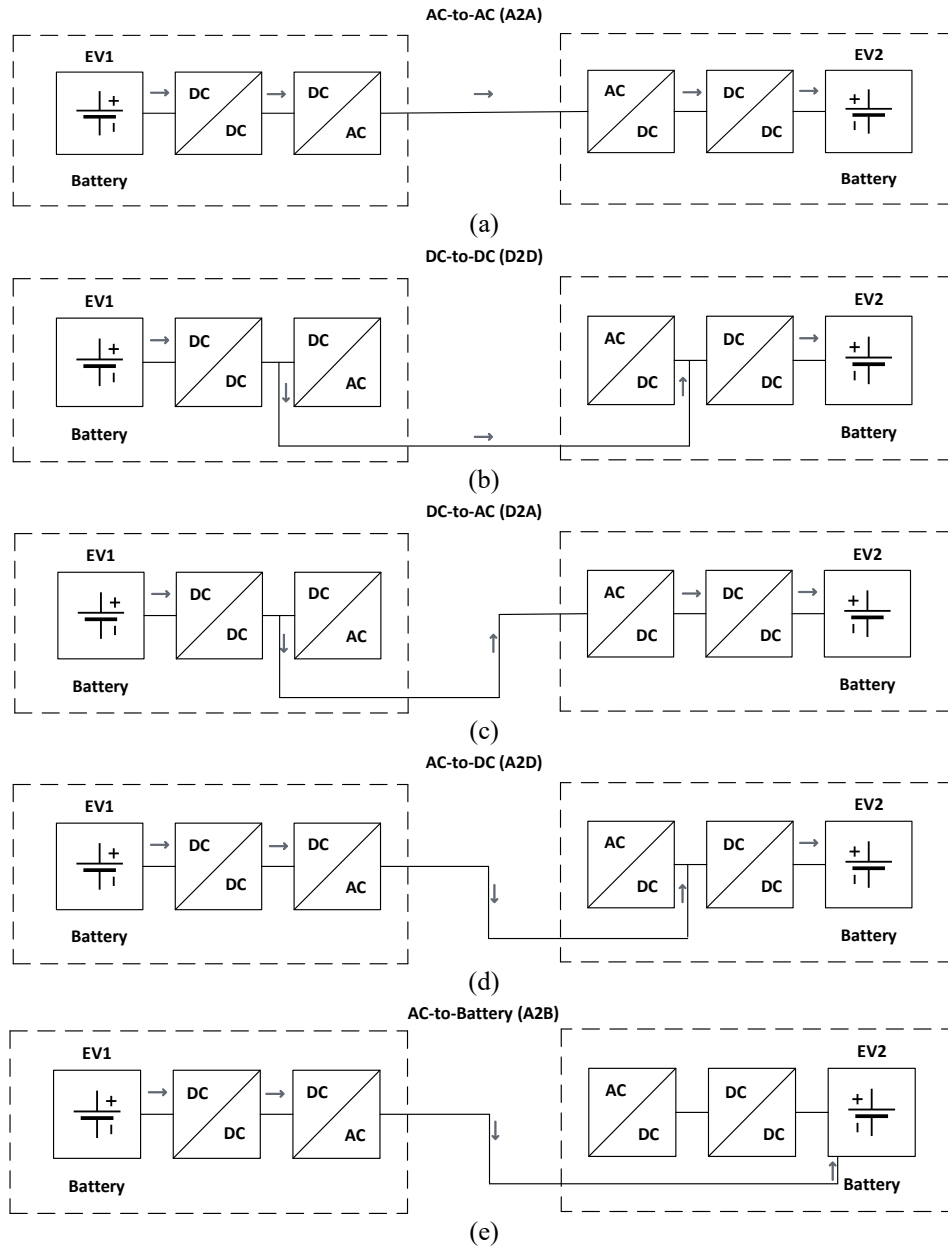 AC-to-AC (A2A)
EV1
EV2
DC
DC
AC
DC
DC
AC
DC
DC
Battery
Battery
(a)
DC-to-DC (D2D)
EV1
EV2
DC
DC
AC
DC
DC
AC
DC
DC
Battery
Battery
(b)
DC-to-AC (D2A)
EV1
EV2
DC
DC
AC
DC
DC
AC
DC
DC
Battery
Battery
(c)
AC-to-DC (A2D)
EV1
EV2
DC
DC
AC
DC
DC
AC
DC
DC
Battery
Battery
(d)
AC-to-Battery (A2B)
EV1
EV2
DC
DC
AC
DC
DC
AC
DC
DC
Battery
Battery
(e)